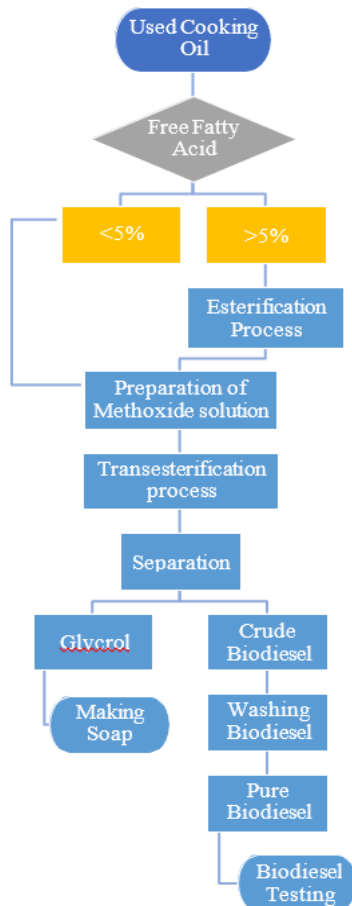 Used Cooking
Oil
Free Fatty
Acid
<5%
>5%
Esterification
Process
Preparation of
Methoxide solution
Transesterification
process
Separation
Glycrol
Crude
Biodiesel
Making
Soap
Washing
Biodiesel
Pure
Biodiesel
Biodiesel
Testing